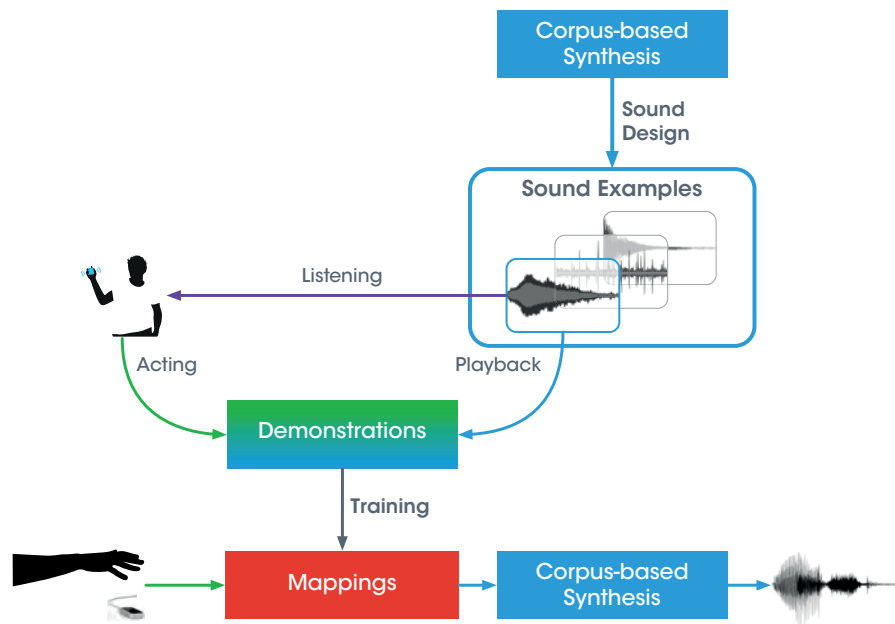 Corpus-based
Synthesis
Sound
Design
Sound Examples
Listening
Acting
Playback
Demonstrations
Training
Mappings
Corpus-based
Synthesis